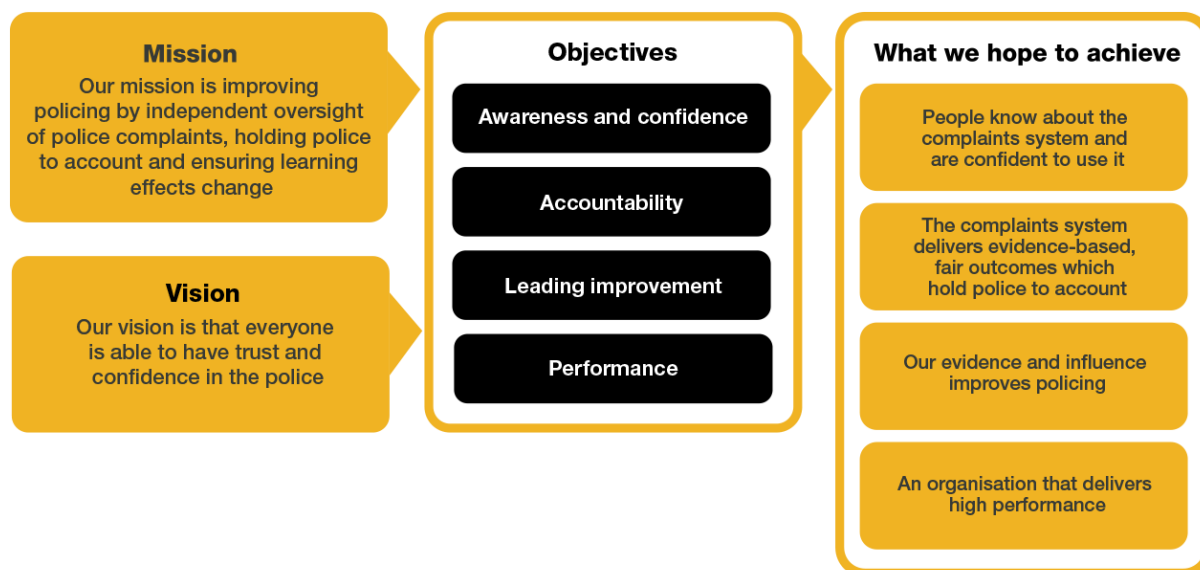 Mission
Our mission is improving
policing by independent oversight
of police complaints, holding police
to account and ensuring learning
effects change
Vision
Our vision is that everyone
is able to have trust and
confidence in the police
Objectives
Awareness and confidence
Accountability
Leading improvement
Performance
What we hope to achieve
People know about the
complaints system and
are confident to use it
The complaints system
delivers evidence-based,
fair outcomes which
hold police to account
Our evidence and influence
improves policing
An organisation that delivers
high performance